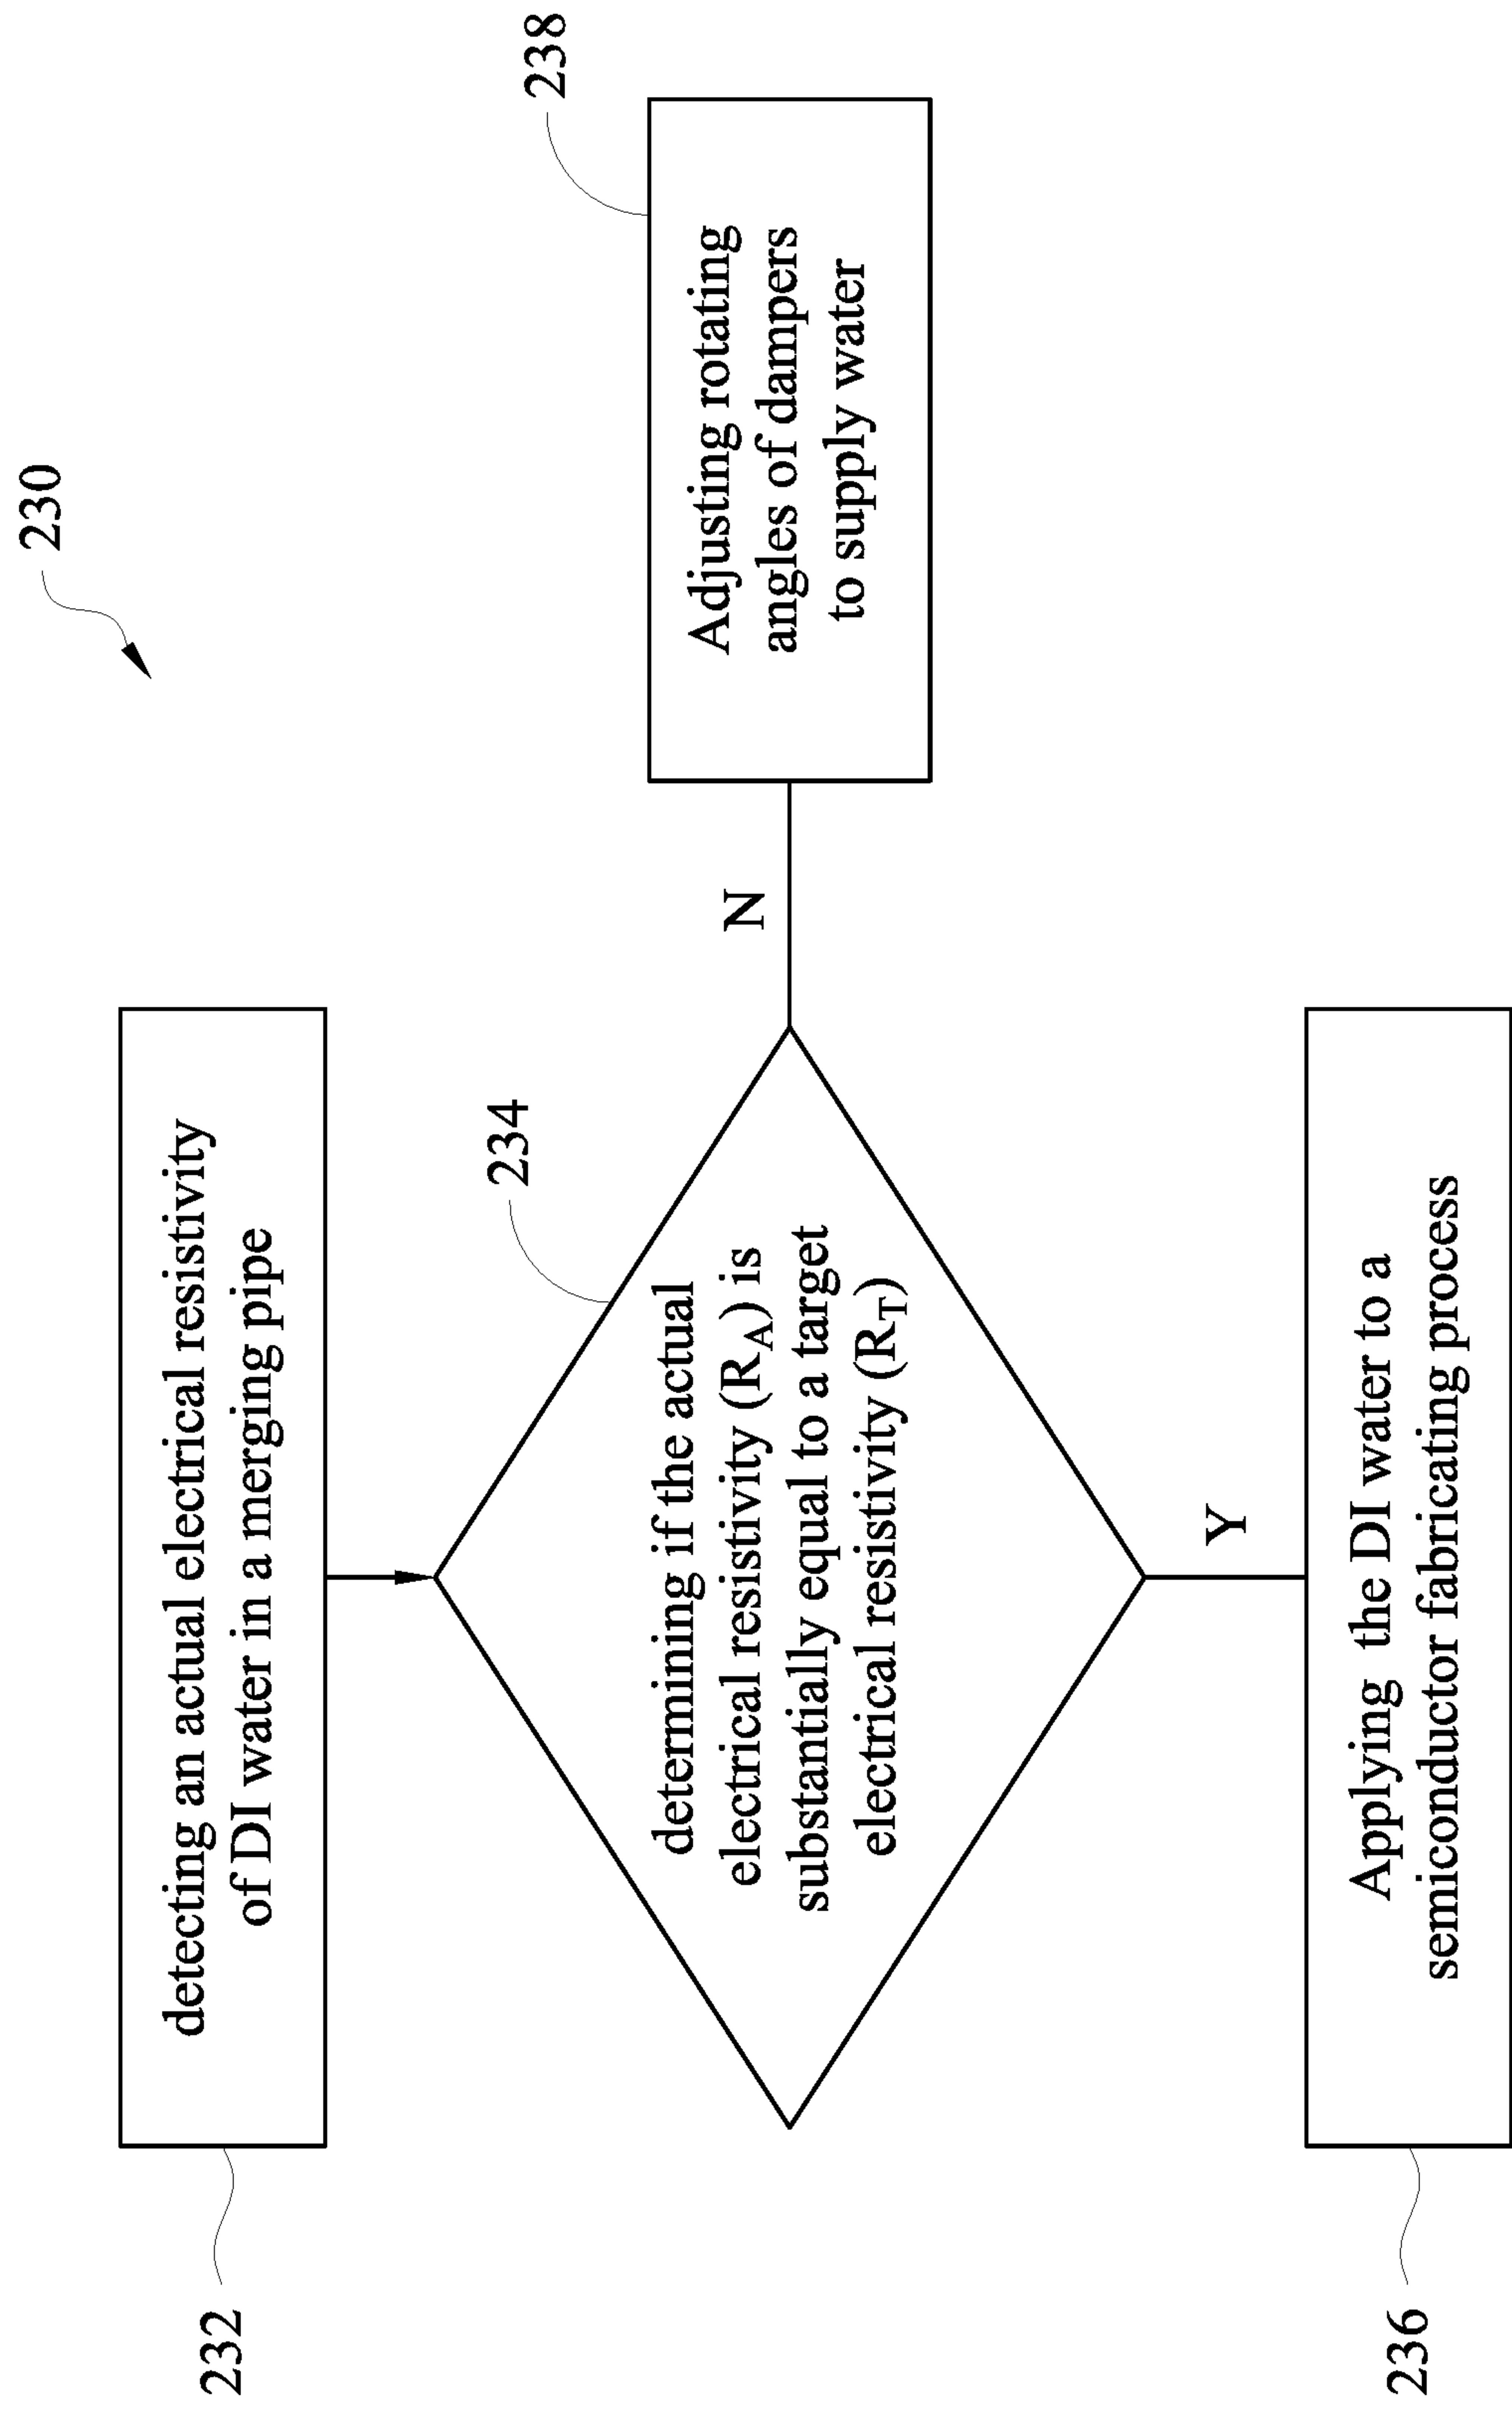 230
232
detecting an actual electrical resistivity
of DI water in a merging pipe
234
determining if the actual
electrical resistivity (R_A) is
substantially equal to a target
electrical resistivity (R_T)
N
238
Adjusting rotating
angles of dampers
to supply water
Y
236
Applying the DI water to a
semiconductor fabricating process